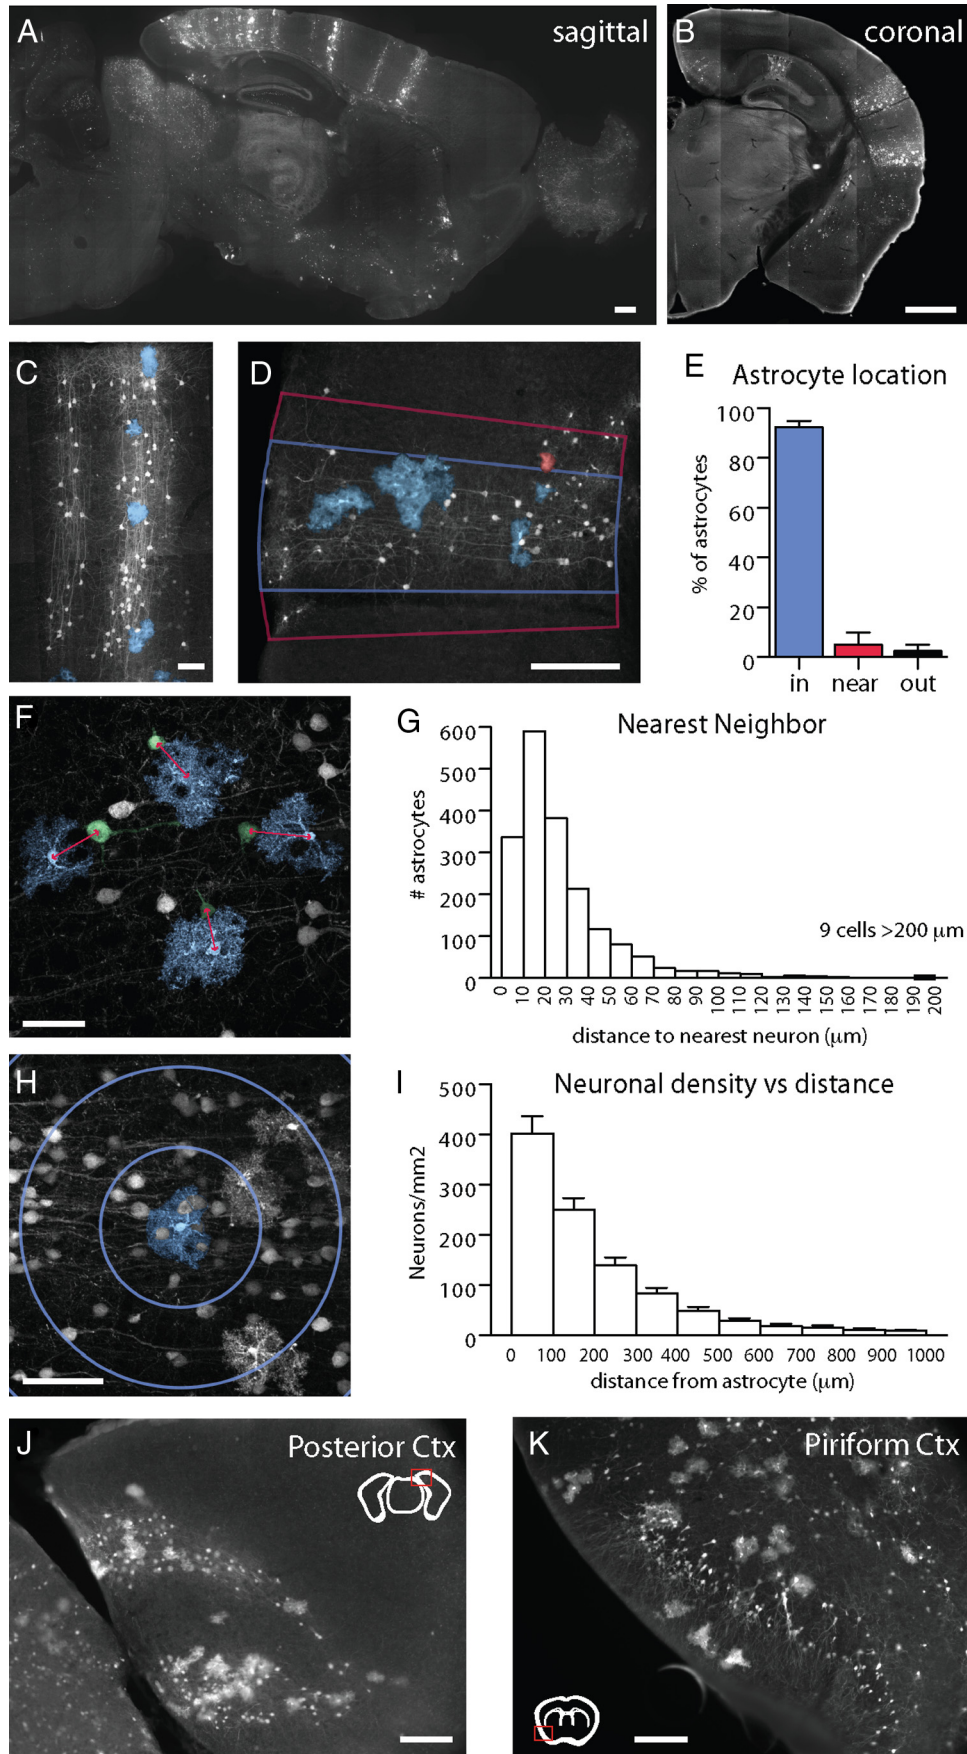 A
sagittal
B
coronal
C
D
E
Astrocyte location
% of astrocytes
100
80
60
40
20
0
in near out
F
G
Nearest Neighbor
# astrocytes
600
500
400
300
200
100
0
9 cells >200 μm
0 10 20 30 40 50 60 70 80 90 100 110 120 130 140 150 160 170 180 190 200
distance to nearest neuron (μm)
H
I
Neuronal density vs distance
Neurons/mm2
500
400
300
200
100
0
0 100 200 300 400 500 600 700 800 900 1000
distance from astrocyte (μm)
J
Posterior Ctx
K
Piriform Ctx